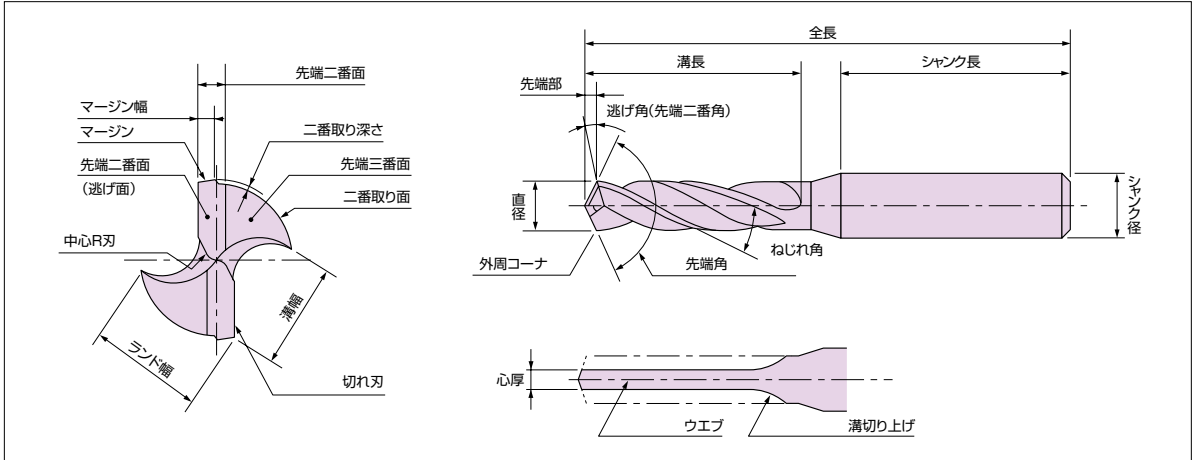 先端二番面
マージン幅
マージン
先端二番面
(逃げ面)
中心R刃
二番取り深さ
先端三番面
二番取り面
溝幅
ランド幅
切れ刃
全長
溝長
シャンク長
先端部
逃げ角(先端二番角)
直径
シャンク径
外周コーナ
先端角
ねじれ角
心厚
ウエブ
溝切り上げ